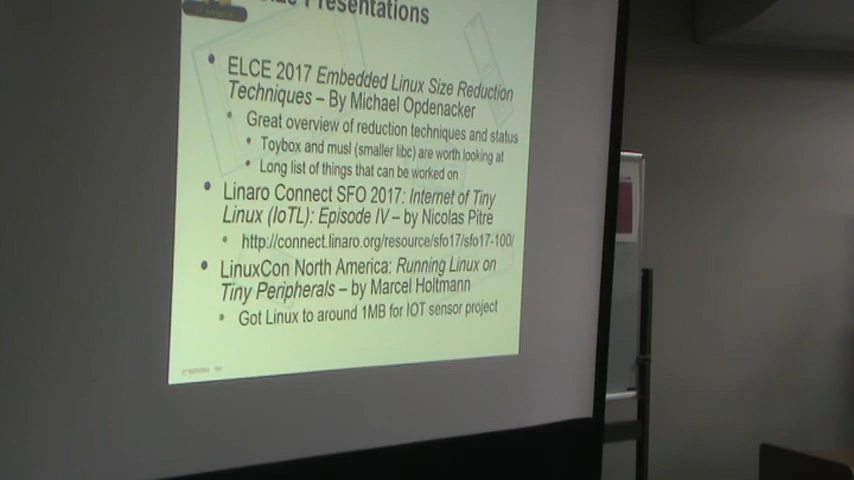 Size Presentations
ELCE 2017 Embedded Linux Size Reduction
Techniques – By Michael Opdenacker
Great overview of reduction techniques and status
Toybox and musl (smaller libc) are worth looking at
Long list of things that can be worked on
Linaro Connect SFO 2017: Internet of Tiny
Linux (IoTL): Episode IV – by Nicolas Pitre
http://connect.linaro.org/resource/sfo17/sfo17-100/
LinuxCon North America: Running Linux on
Tiny Peripherals – by Marcel Holtmann
Got Linux to around 1MB for IOT sensor project